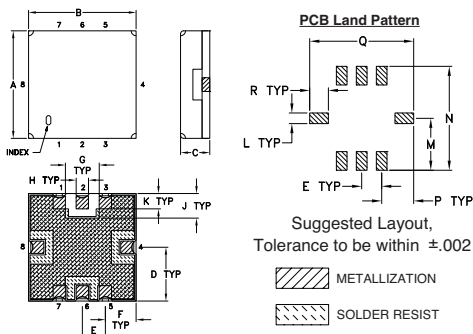 B
7 6 5
A
8
4
INDEX
1 2 3
C
G
TYP
H TYP
1 2 3
K TYP
J TYP
8
4
D TYP
7 6 5
F
TYP
E
PCB Land Pattern
Q
R TYP
L TYP
N
M
E TYP
P TYP
Suggested Layout,
Tolerance to be within ±.002
METALLIZATION
SOLDER RESIST